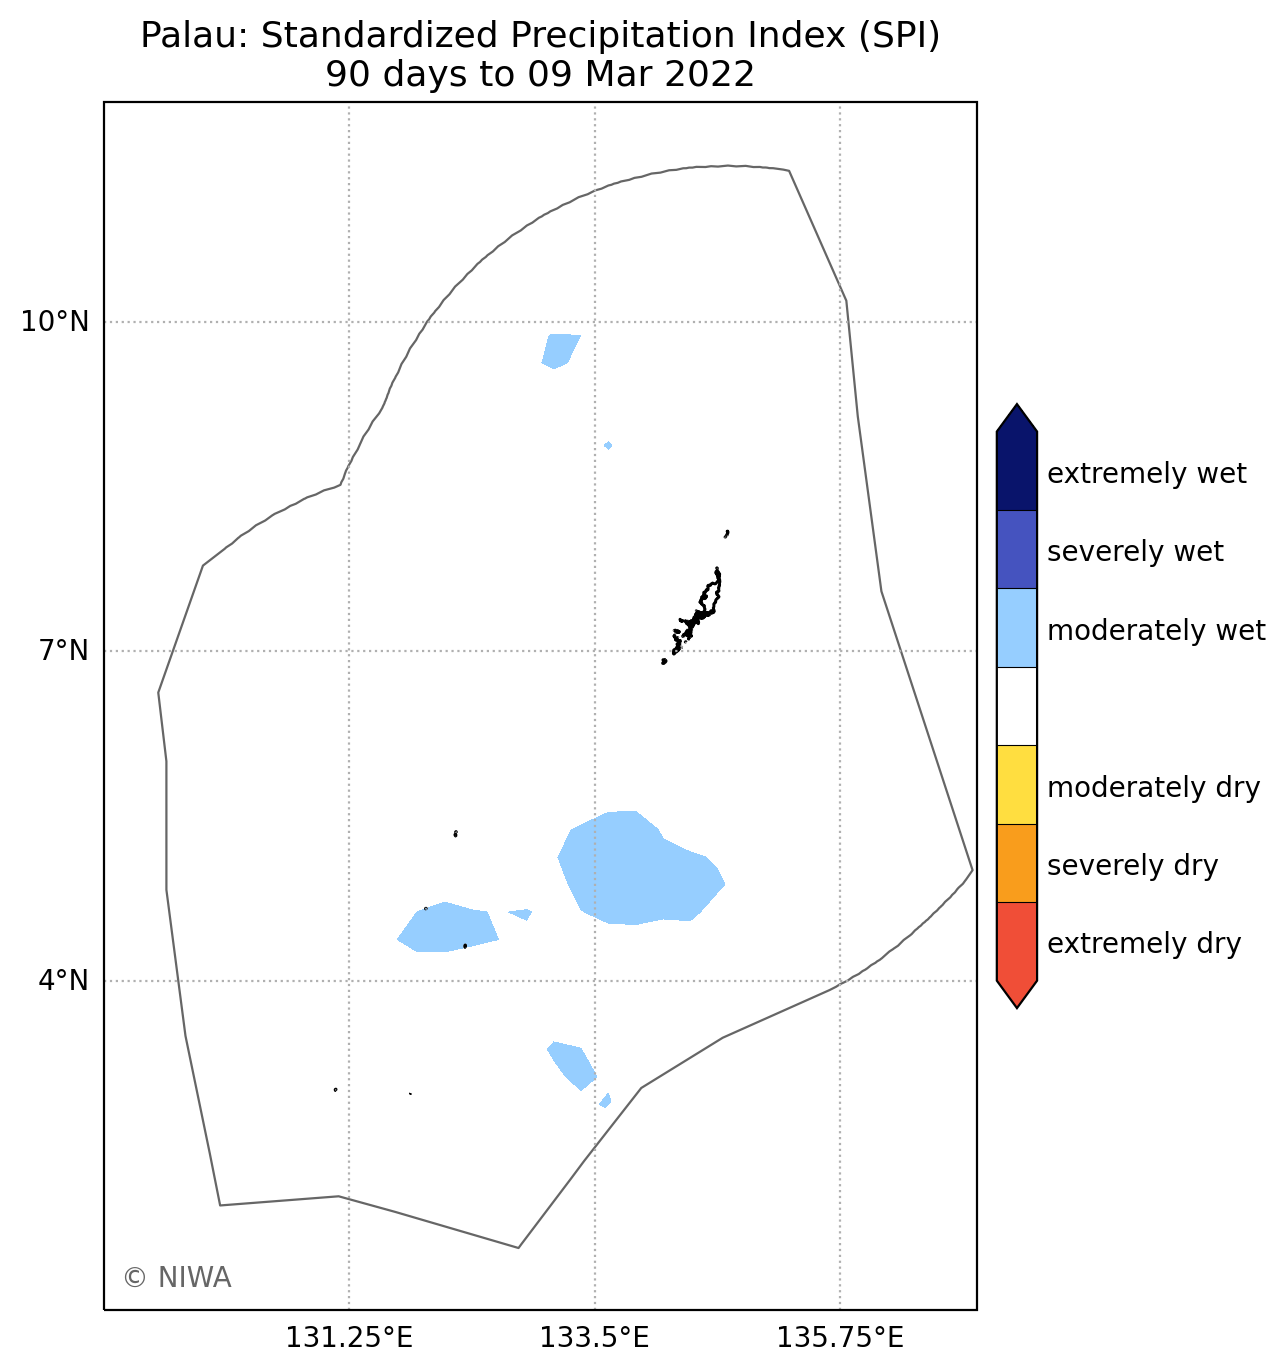 Palau: Standardized Precipitation Index (SPI)
90 days to 09 Mar 2022
10°N
7°N
4°N
131.25°E
133.5°E
135.75°E
extremely wet
severely wet
moderately wet
moderately dry
severely dry
extremely dry
© NIWA